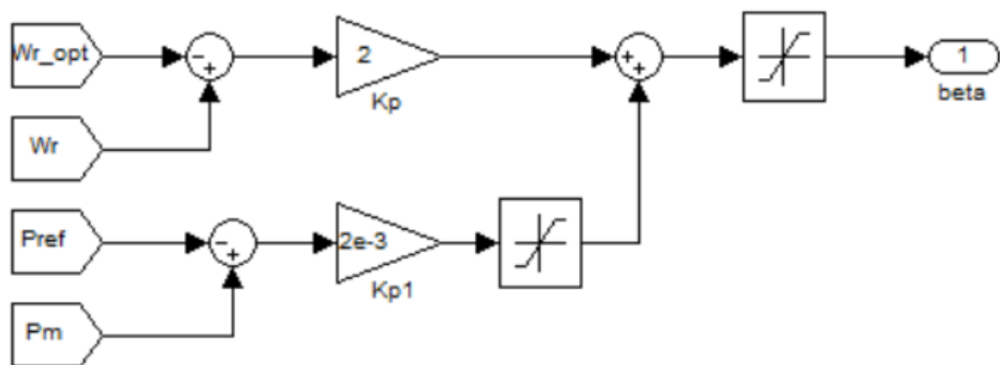 Wr_opt
-
+
2
Kp
+
+
1
beta
Wr
Pref
-
+
2e-3
Kp1
Pm